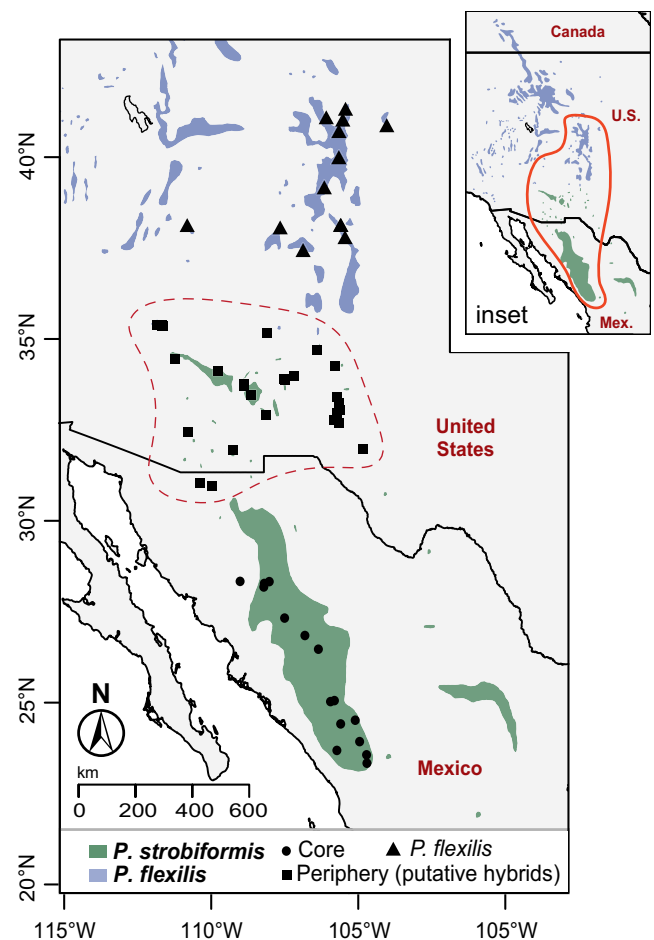 Canada
U.S.
inset
Mex.
40°N
35°N
30°N
25°N
20°N
United
States
Mexico
N
km
0 200 400 600
P. strobiformis
P. flexilis
Core
P. flexilis
Periphery (putative hybrids)
115°W
110°W
105°W
105°W